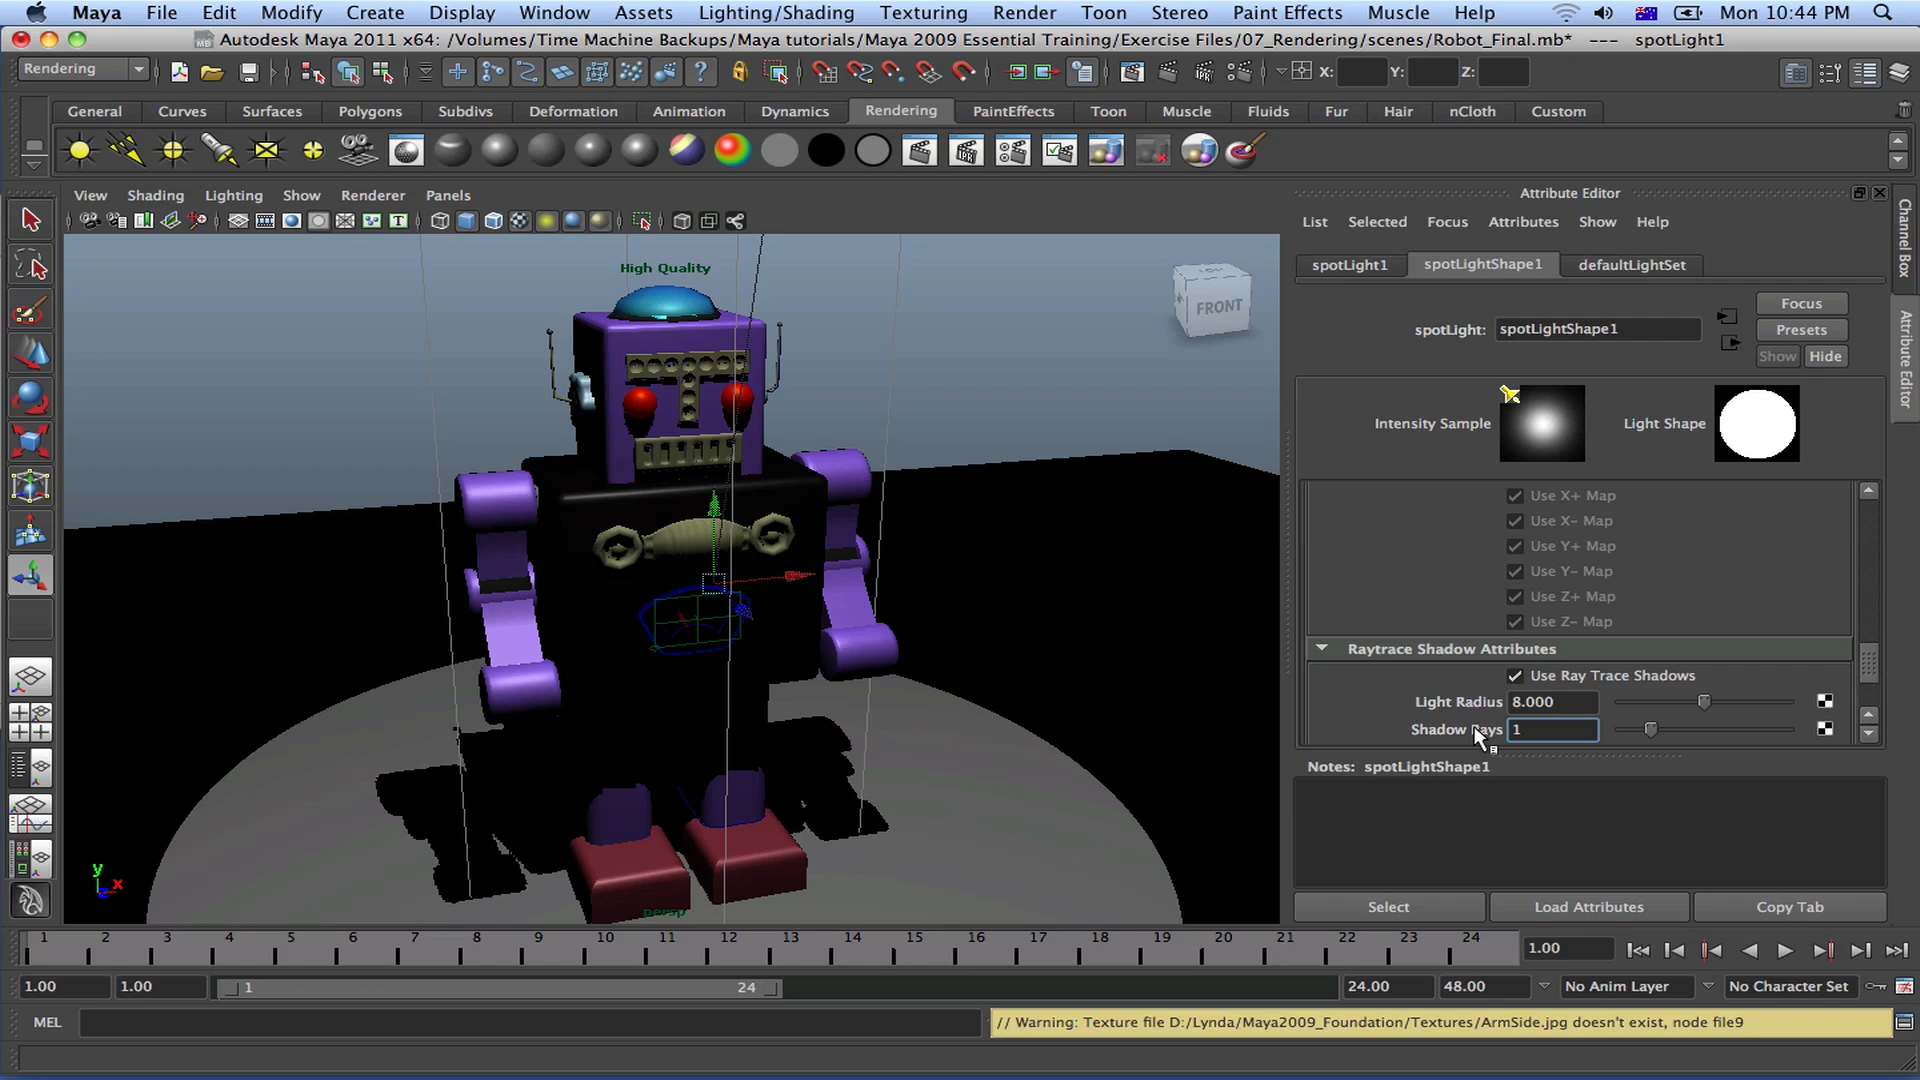 Maya File Edit Modify Create Display Window Assets Lighting/Shading Texturing Render Toon Stereo Paint Effects Muscle Help Mon 10:44 PM
Autodesk Maya 2011 x64: /Volumes/Time Machine Backups/Maya tutorials/Maya 2009 Essential Training/Exercise Files/07_Rendering/scenes/Robot_Final.mb* --- spotLight1
Rendering X: Y: Z:
General Curves Surfaces Polygons Subdivs Deformation Animation Dynamics Rendering PaintEffects Toon Muscle Fluids Fur Hair nCloth Custom
View Shading Lighting Show Renderer Panels
Attribute Editor
List Selected Focus Attributes Show Help
spotLight1 spotLightShape1 defaultLightSet
High Quality
FRONT
Focus
spotLight: spotLightShape1 Presets
Show Hide
Intensity Sample Light Shape
Channel Box
Attribute Editor
Use X+ Map
Use X- Map
Use Y+ Map
Use Y- Map
Use Z+ Map
Use Z- Map
Raytrace Shadow Attributes
Use Ray Trace Shadows
Light Radius 8.000
Shadow Rays 1
Notes: spotLightShape1
y
x
z
persp
Select Load Attributes Copy Tab
1 2 3 4 5 6 7 8 9 10 11 12 13 14 15 16 17 18 19 20 21 22 23 24 1.00
1.00 1.00 1 24 24.00 48.00 No Anim Layer No Character Set
MEL // Warning: Texture file D:/Lynda/Maya2009_Foundation/Textures/ArmSide.jpg doesn't exist, node file9